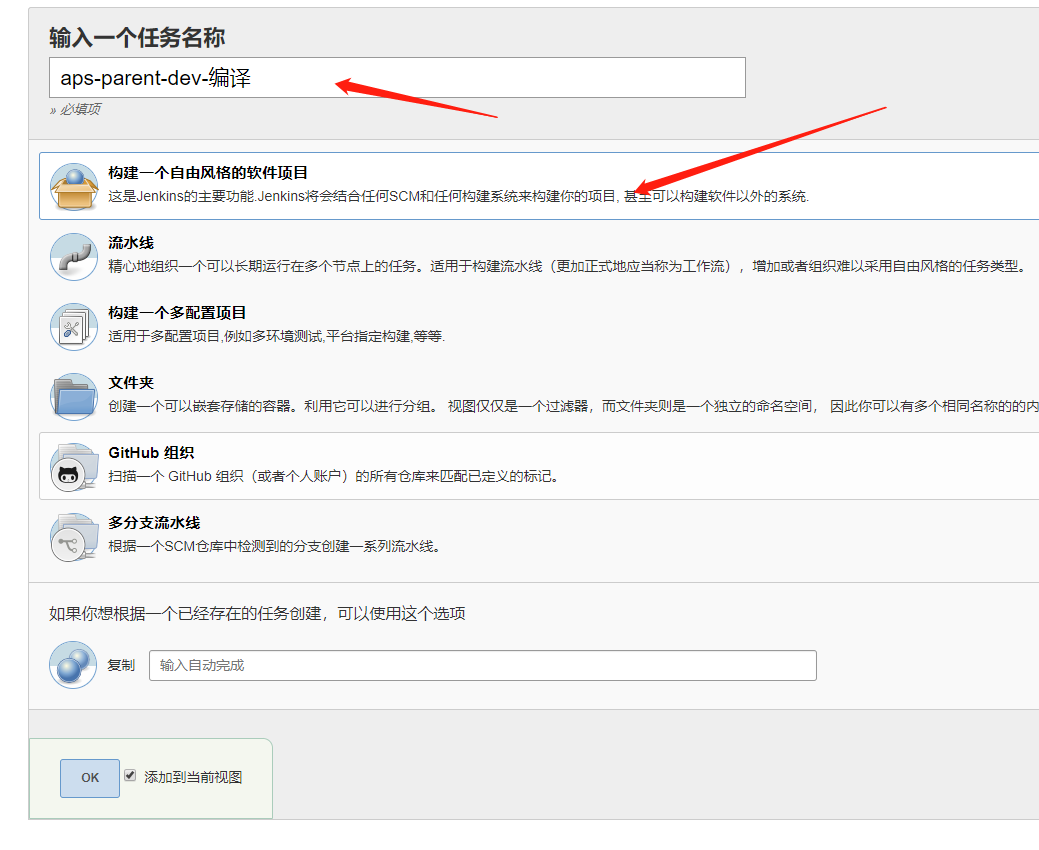 输入一个任务名称
aps-parent-dev-编译
» 必填项
构建一个自由风格的软件项目
这是Jenkins的主要功能.Jenkins将会结合任何SCM和任何构建系统来构建你的项目, 甚至可以构建软件以外的系统.
流水线
精心地组织一个可以长期运行在多个节点上的任务。适用于构建流水线（更加正式地应当称为工作流），增加或者组织难以采用自由风格的任务类型。
构建一个多配置项目
适用于多配置项目,例如多环境测试,平台指定构建,等等.
文件夹
创建一个可以嵌套存储的容器。利用它可以进行分组。 视图仅仅是一个过滤器，而文件夹则是一个独立的命名空间， 因此你可以有多个相同名称的的内
GitHub 组织
扫描一个 GitHub 组织（或者个人账户）的所有仓库来匹配已定义的标记。
多分支流水线
根据一个SCM仓库中检测到的分支创建一系列流水线。
如果你想根据一个已经存在的任务创建，可以使用这个选项
复制 输入自动完成
OK 添加到当前视图